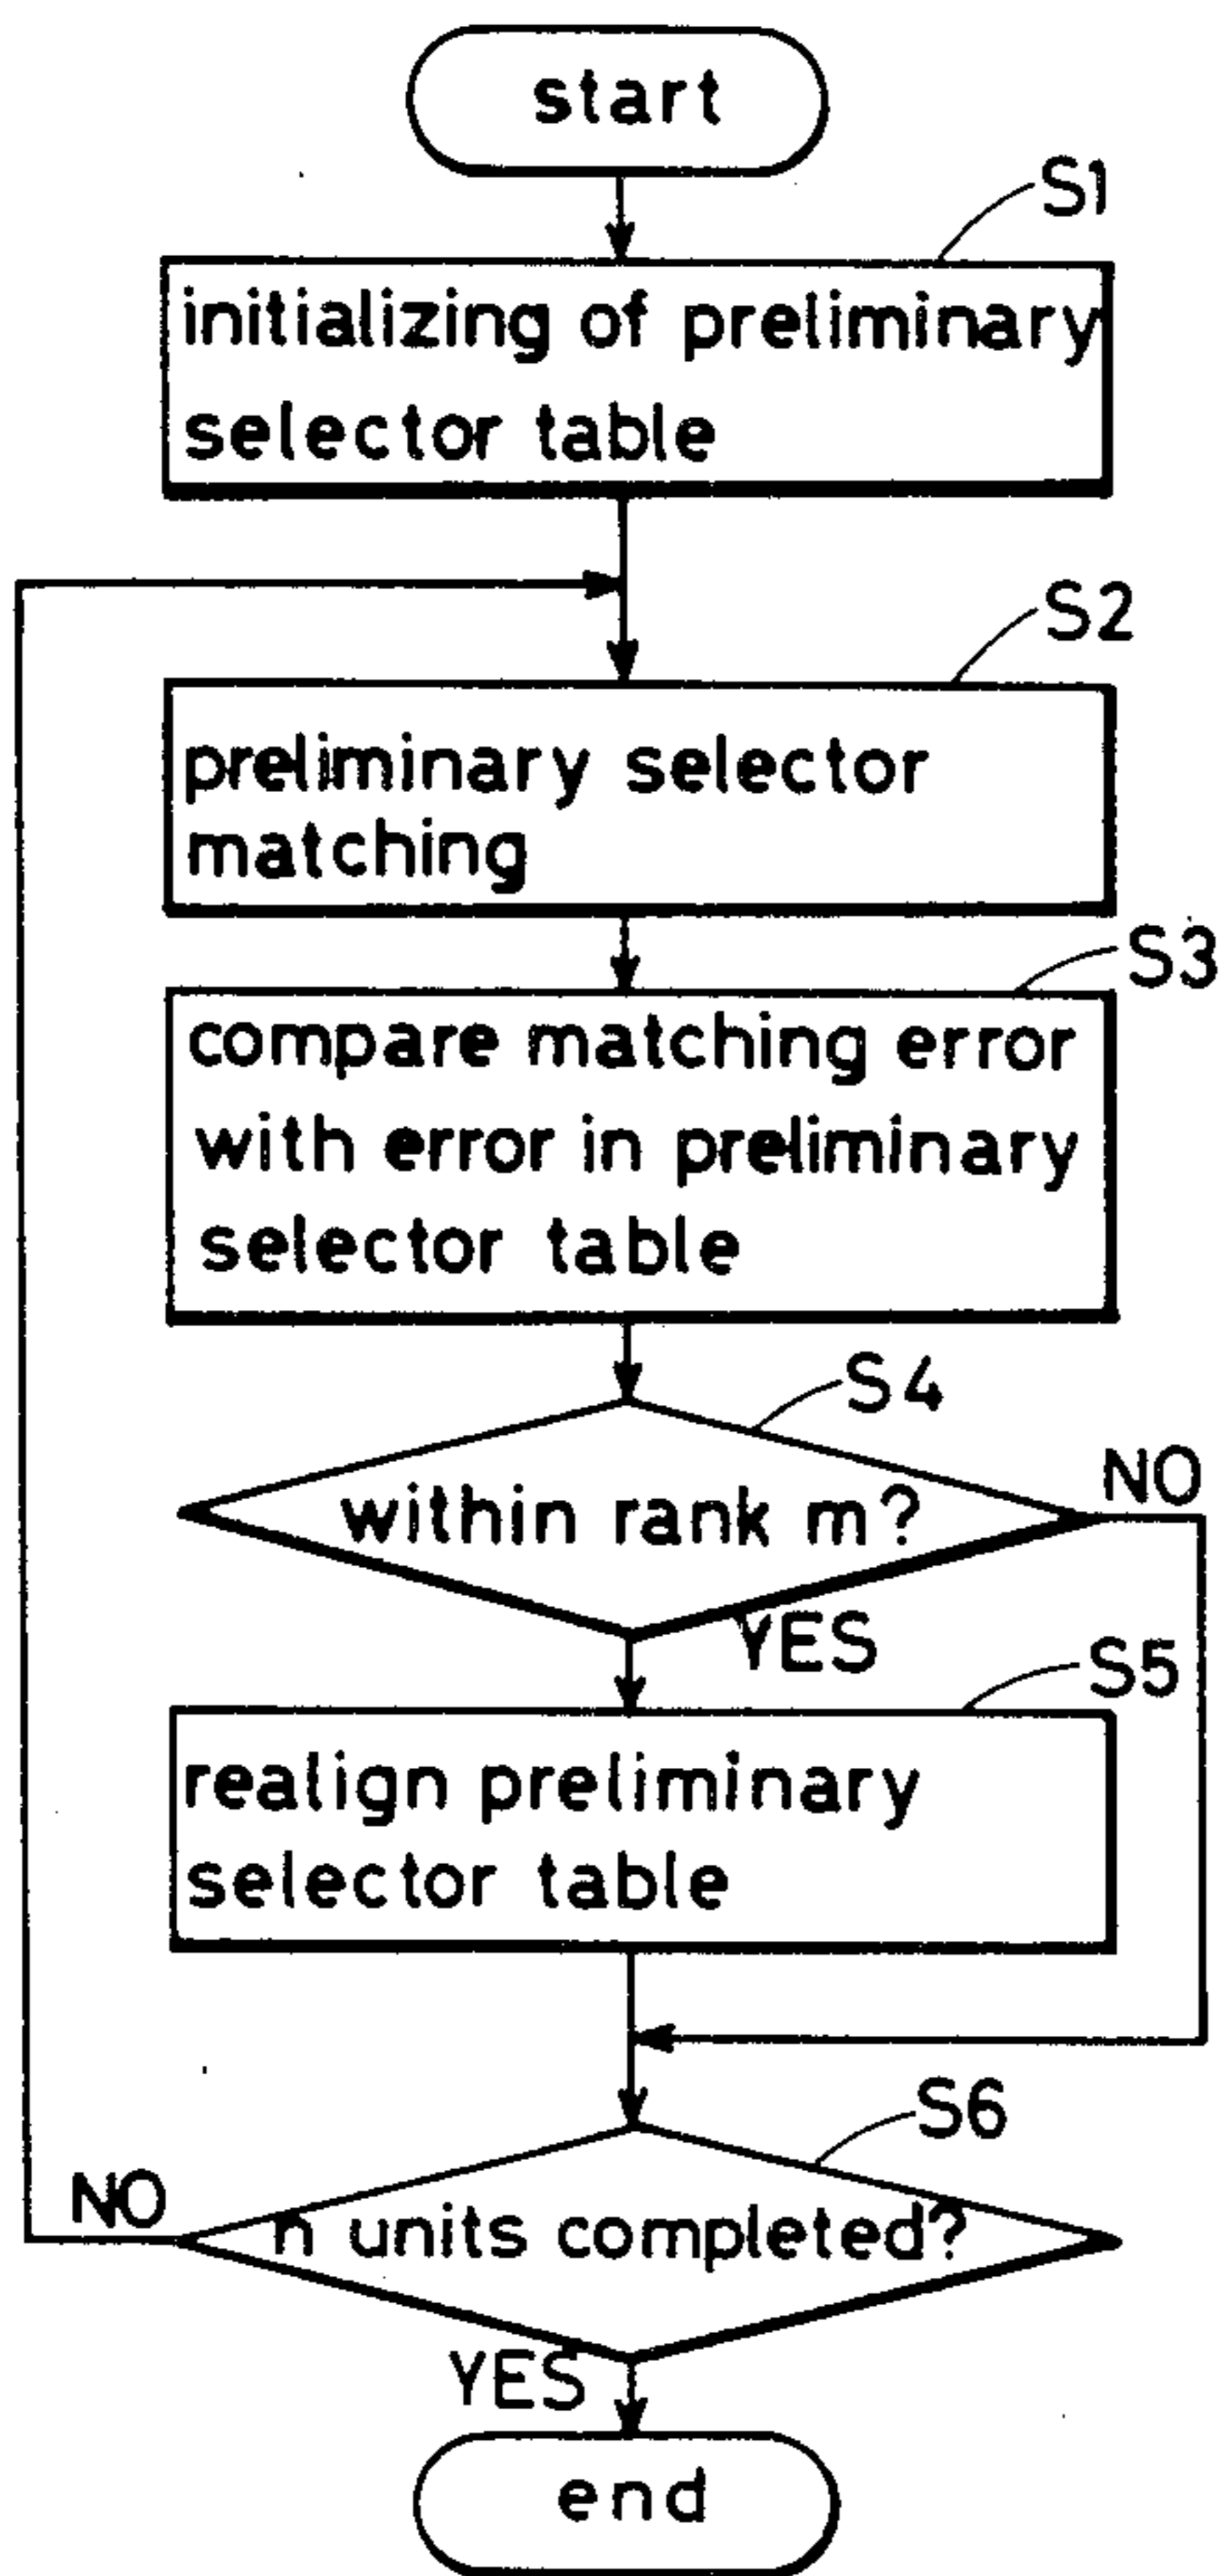 start
S1
initializing of preliminary
selector table
S2
preliminary selector
matching
S3
compare matching error
with error in preliminary
selector table
S4
within rank m?
NO
YES
S5
realign preliminary
selector table
S6
n units completed?
NO
YES
end